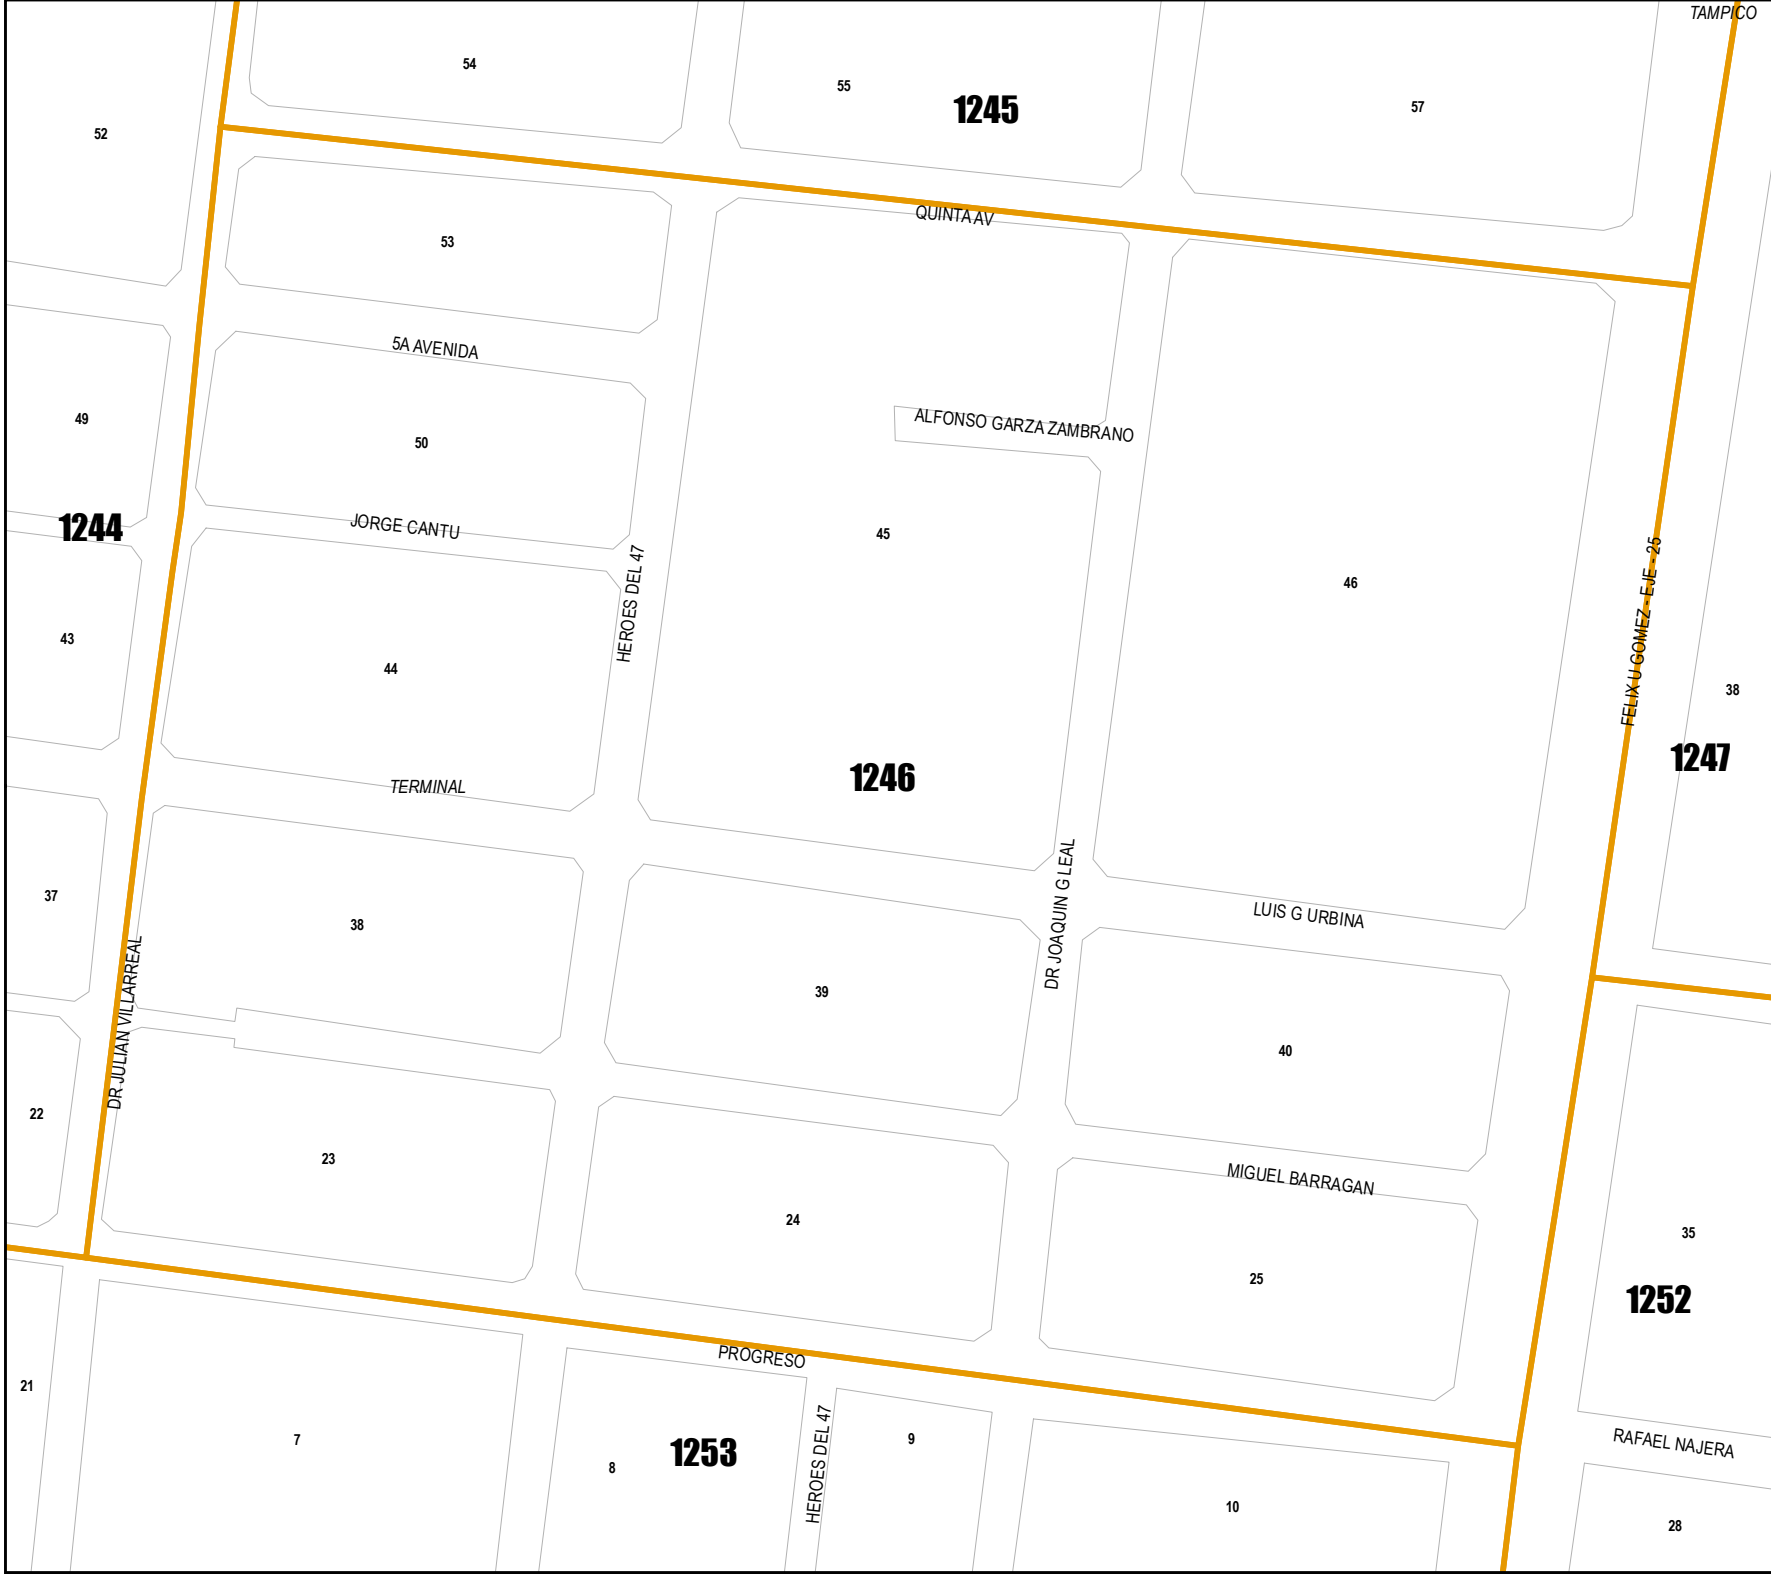 TAMPICO
54
55
1245
57
52
QUINTA AV
53
5A AVENIDA
49
50
ALFONSO GARZA ZAMBRANO
1244
JORGE CANTU
45
HEROES DEL 47
46
FELIX U GOMEZ - EJE - 25
43
44
38
1247
TERMINAL
1246
37
38
DR JOAQUIN G LEAL
LUIS G URBINA
DR JULIAN VILLARREAL
39
40
22
23
MIGUEL BARRAGAN
24
35
25
1252
PROGRESO
21
7
8
1253
HEROES DEL 47
9
RAFAEL NAJERA
10
28